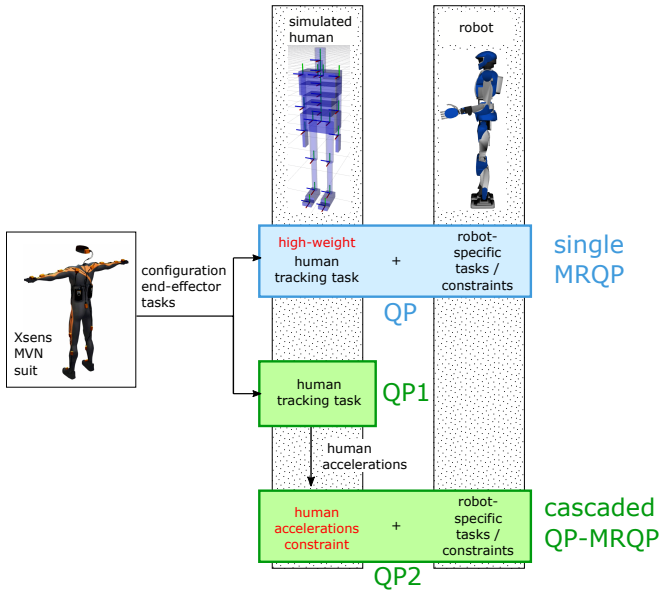 simulated
human
robot
high-weight
human
tracking task
+
robot-
specific
tasks /
constraints
single
MRQP
QP
Xsens
MVN
suit
configuration
end-effector
tasks
human
tracking task
QP1
human
accelerations
human
accelerations
constraint
+
robot-
specific
tasks /
constraints
cascaded
QP-MRQP
QP2